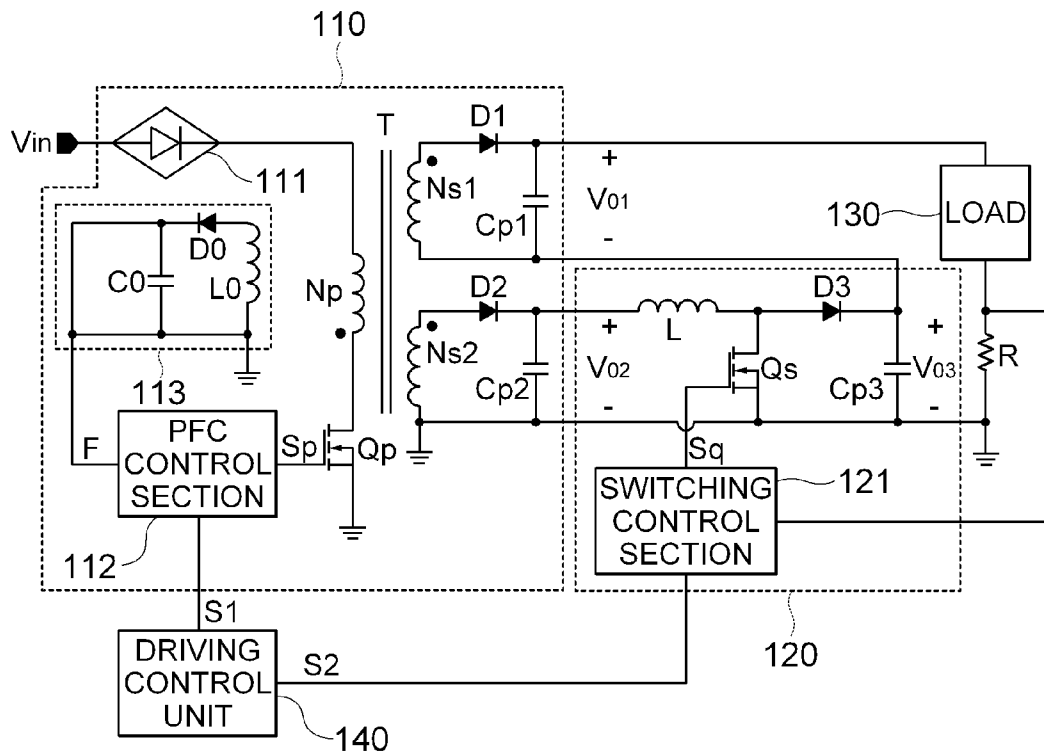 110
Vin
111
T
D1
Ns1
Cp1
+
V01
-
130
LOAD
D0
C0
L0
Np
113
D2
Ns2
Cp2
+
V02
-
L
D3
Qs
Cp3
+
V03
-
R
F
PFC
CONTROL
SECTION
112
Sp
Qp
Sq
SWITCHING
CONTROL
SECTION
121
S1
S2
120
DRIVING
CONTROL
UNIT
140